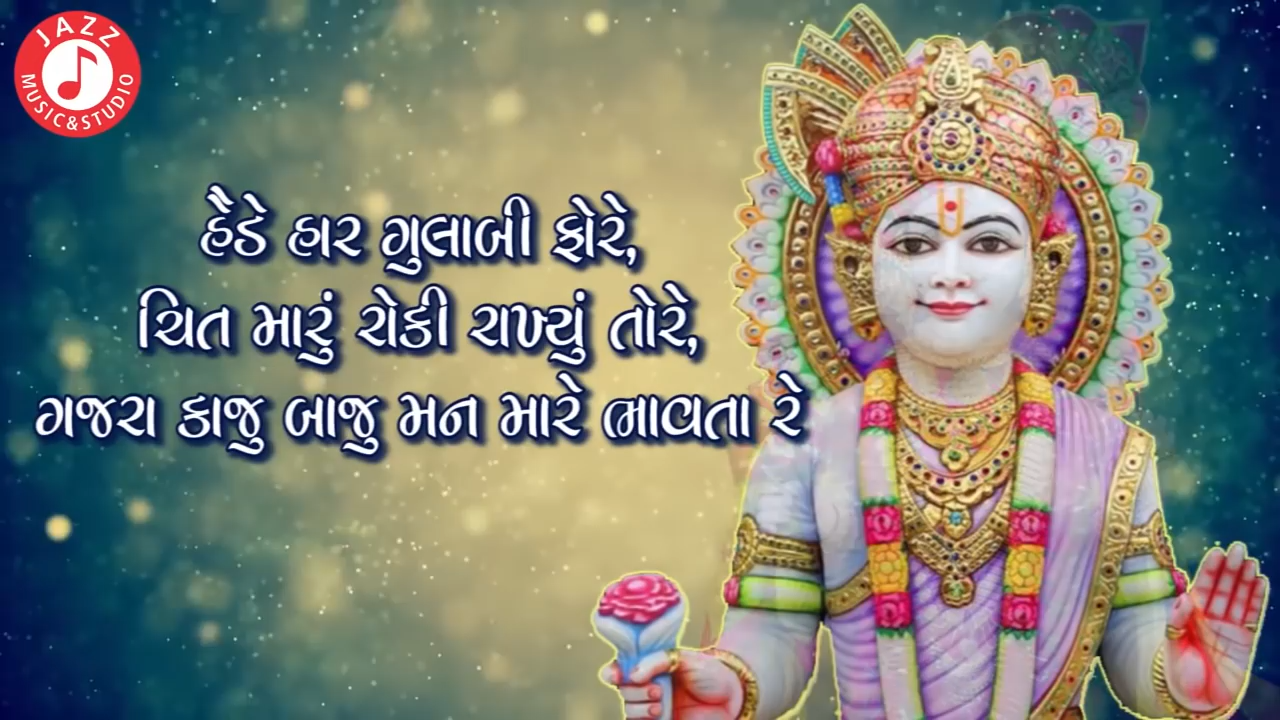 JAZZ
MUSIC&STUDIO
હૈડે હાર ગુલાબી ફોરે,
ચિત મારું રોકી રાખ્યું તોરે,
ગજરા કાજુ બાજુ મન મારે ભાવતા રે